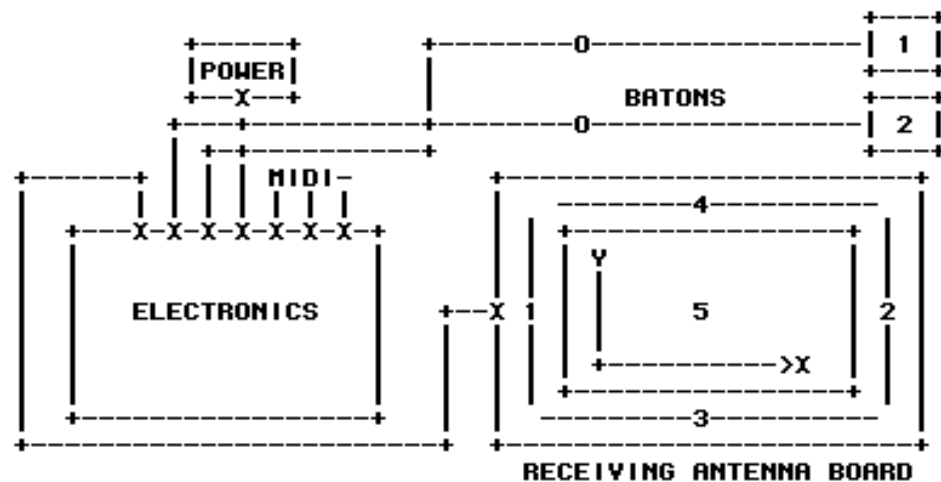 1
POWER
BATONS
2
MIDI-
4
Y
ELECTRONICS
1 5 2
>X
3
RECEIVING ANTENNA BOARD